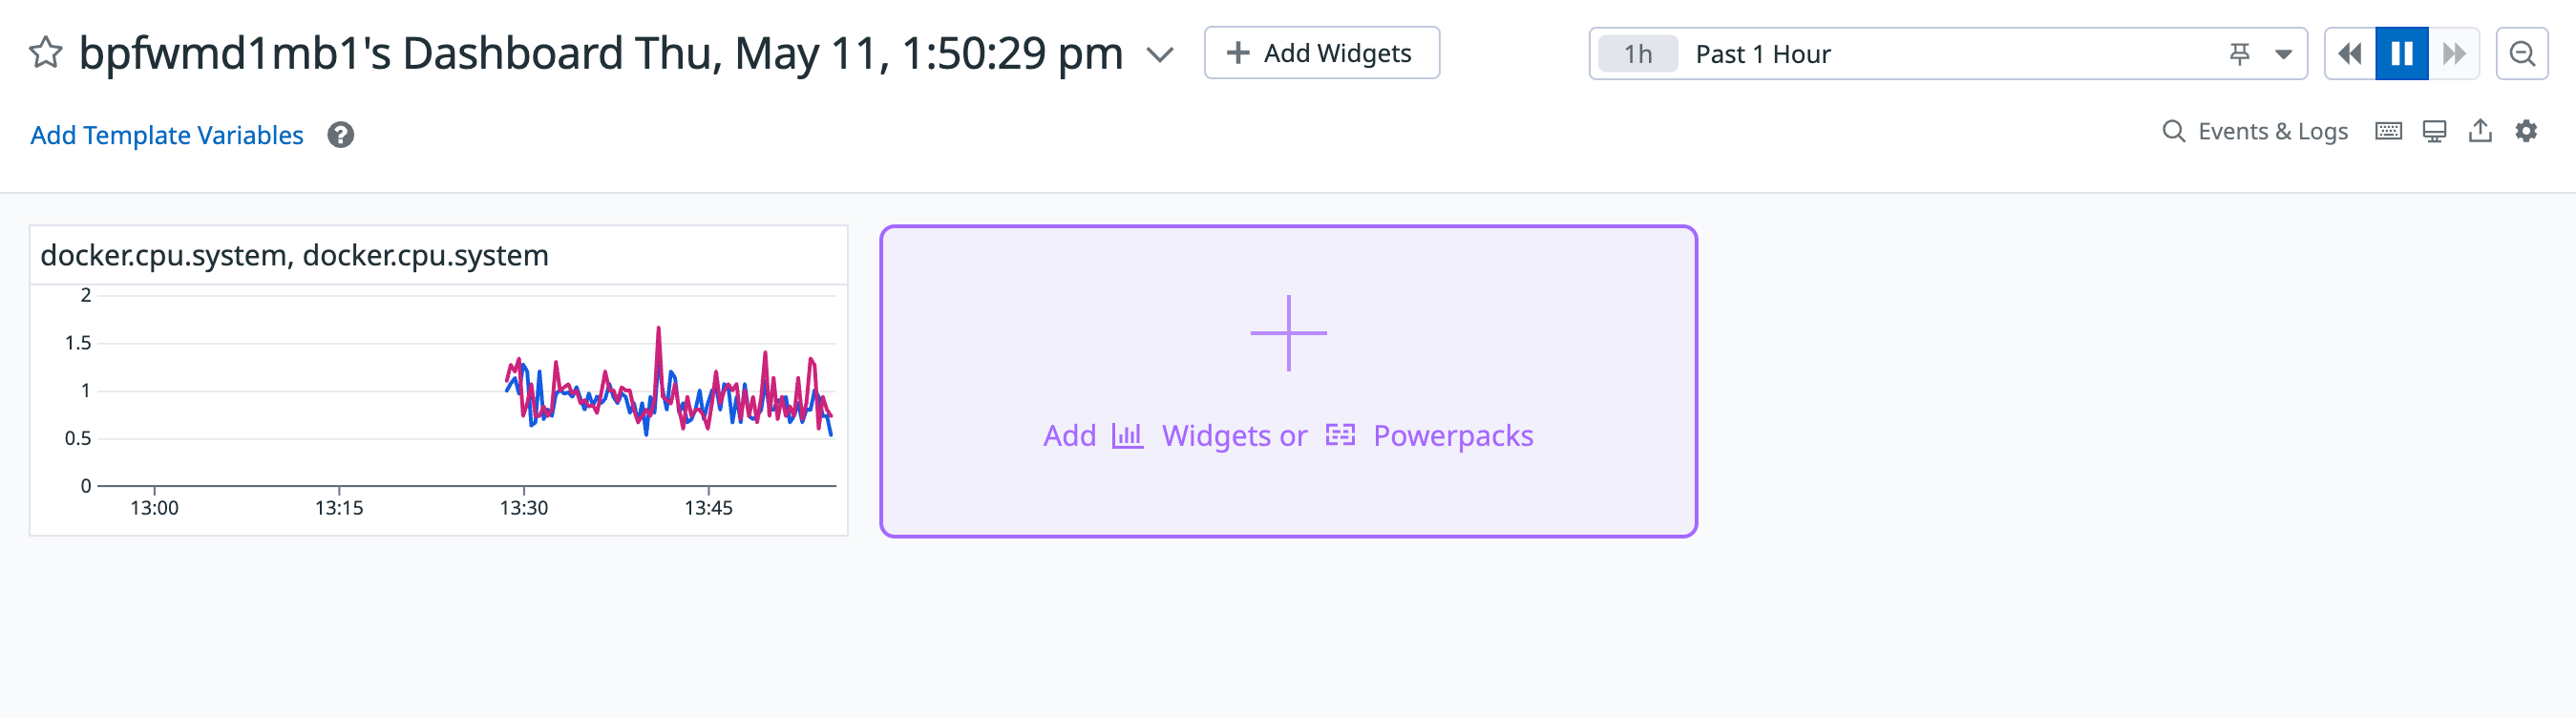 bpfwmd1mb1's Dashboard Thu, May 11, 1:50:29 pm
Add Widgets
1h Past 1 Hour
Add Template Variables ?
Events & Logs
docker.cpu.system, docker.cpu.system
2
1.5
1
0.5
0
13:00 13:15 13:30 13:45
Add Widgets or Powerpacks